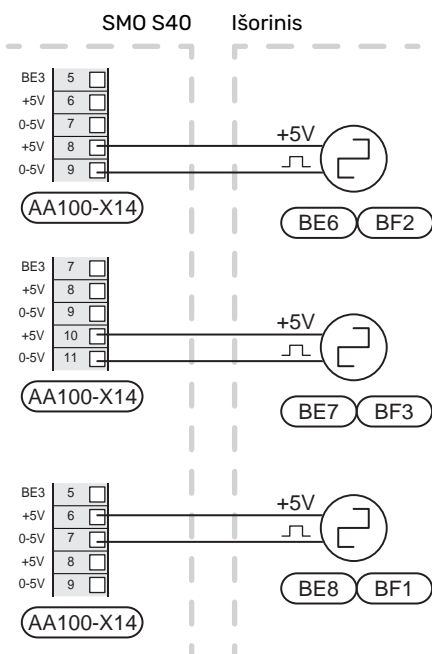 SMO S40 Išorinis
BE3 5
+5V 6
0-5V 7
+5V 8 +5V
0-5V 9
AA100-X14
BE6 BF2
BE3 7
+5V 8
0-5V 9
+5V 10 +5V
0-5V 11
AA100-X14
BE7 BF3
BE3 5
+5V 6 +5V
0-5V 7
+5V 8
0-5V 9
BE8 BF1
AA100-X14